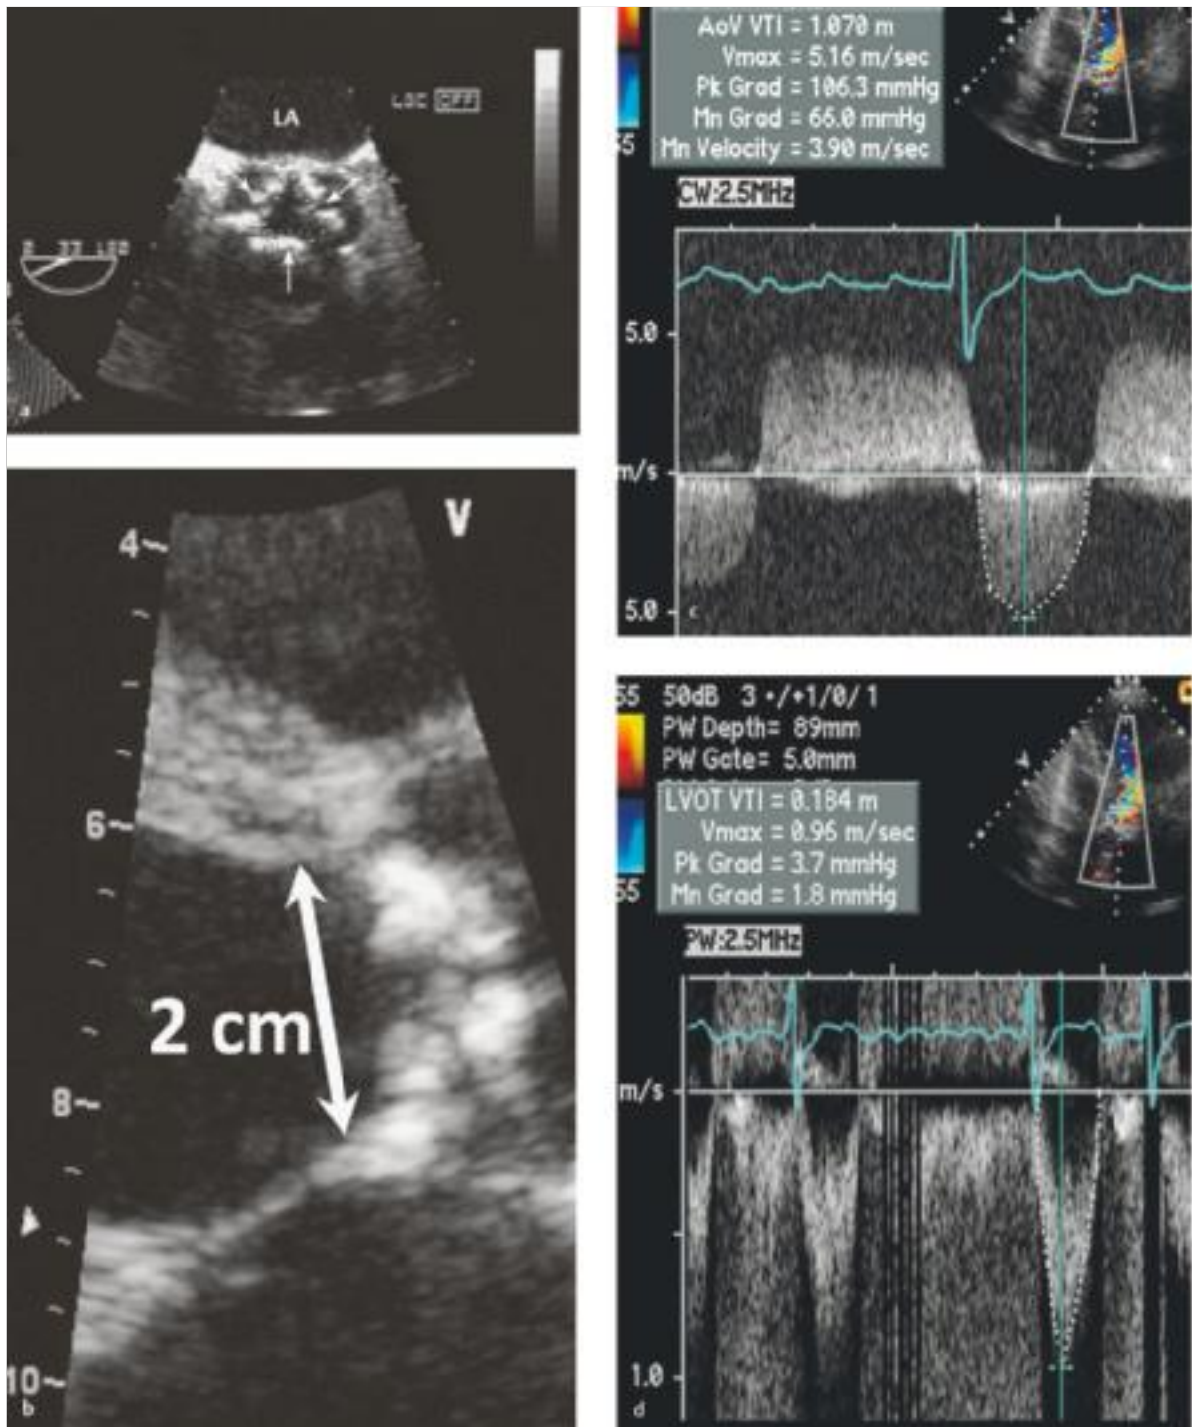 LA
a
V
4
6
2 cm
8
10
b
AoV VTI = 1.070 m
Vmax = 5.16 m/sec
Pk Grad = 106.3 mmHg
Mn Grad = 66.0 mmHg
Mn Velocity = 3.90 m/sec
55
CW:2.5MHz
5.0
m/s
5.0
c
55
50dB 3 •/+1/0/1
PW Depth= 89mm
PW Gate= 5.0mm
LVOT VTI = 0.184 m
Vmax = 0.96 m/sec
Pk Grad = 3.7 mmHg
Mn Grad = 1.8 mmHg
55
PW:2.5MHz
m/s
1.0
d